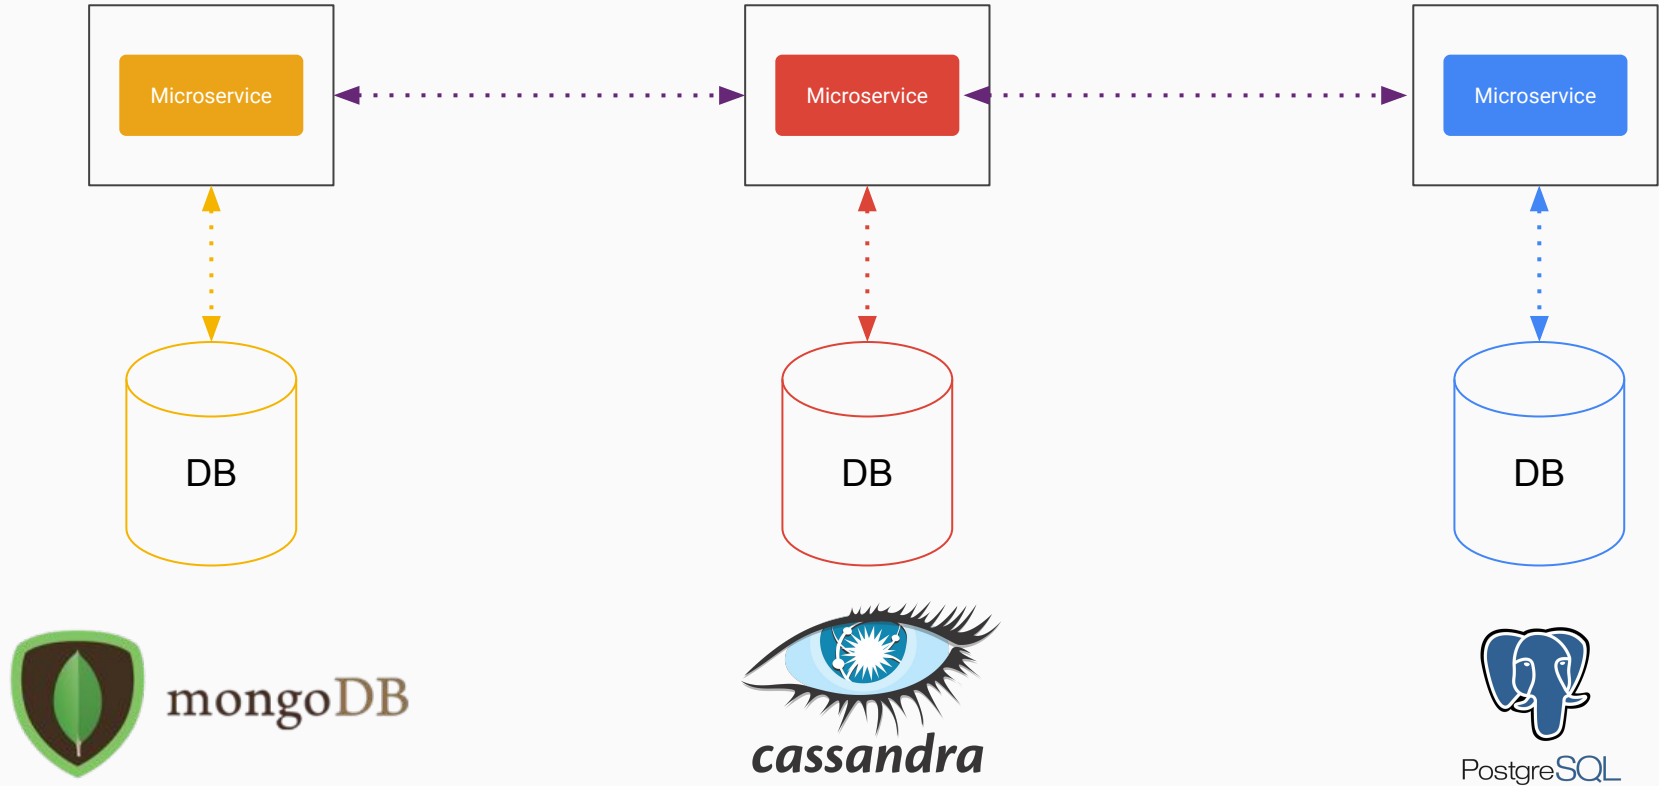 Microservice
Microservice
Microservice
DB
DB
DB
mongoDB
cassandra
PostgreSQL